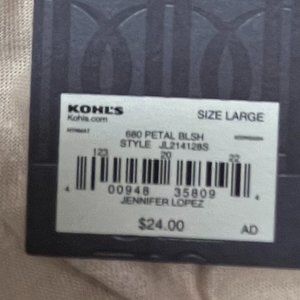 KOHL'S
Kohls.com
SIZE LARGE
680 PETAL BLSH
STYLE JL214128S
123 20 22
4 00948 35809 4
JENNIFER LOPEZ
$24.00 AD